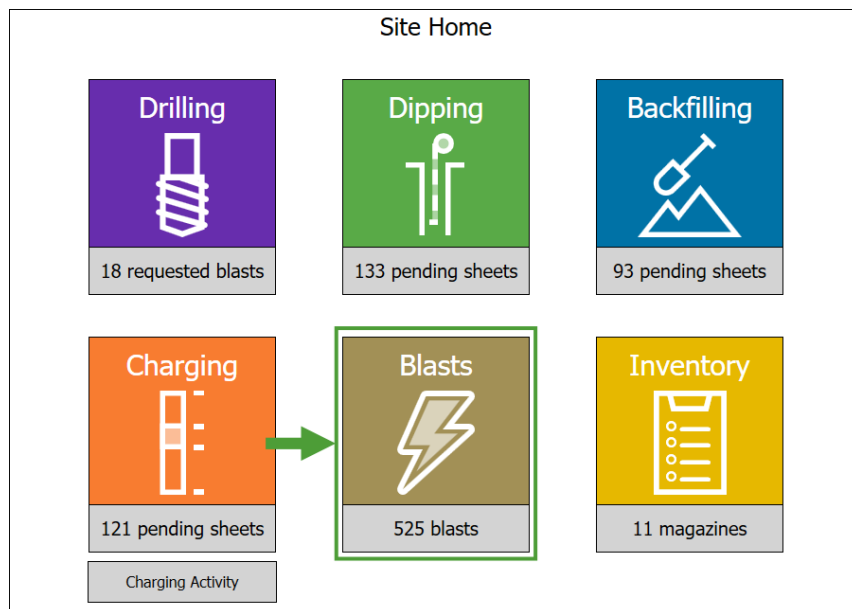 Site Home
Drilling
18 requested blasts
Dipping
133 pending sheets
Backfilling
93 pending sheets
Charging
121 pending sheets
Charging Activity
Blasts
525 blasts
Inventory
11 magazines